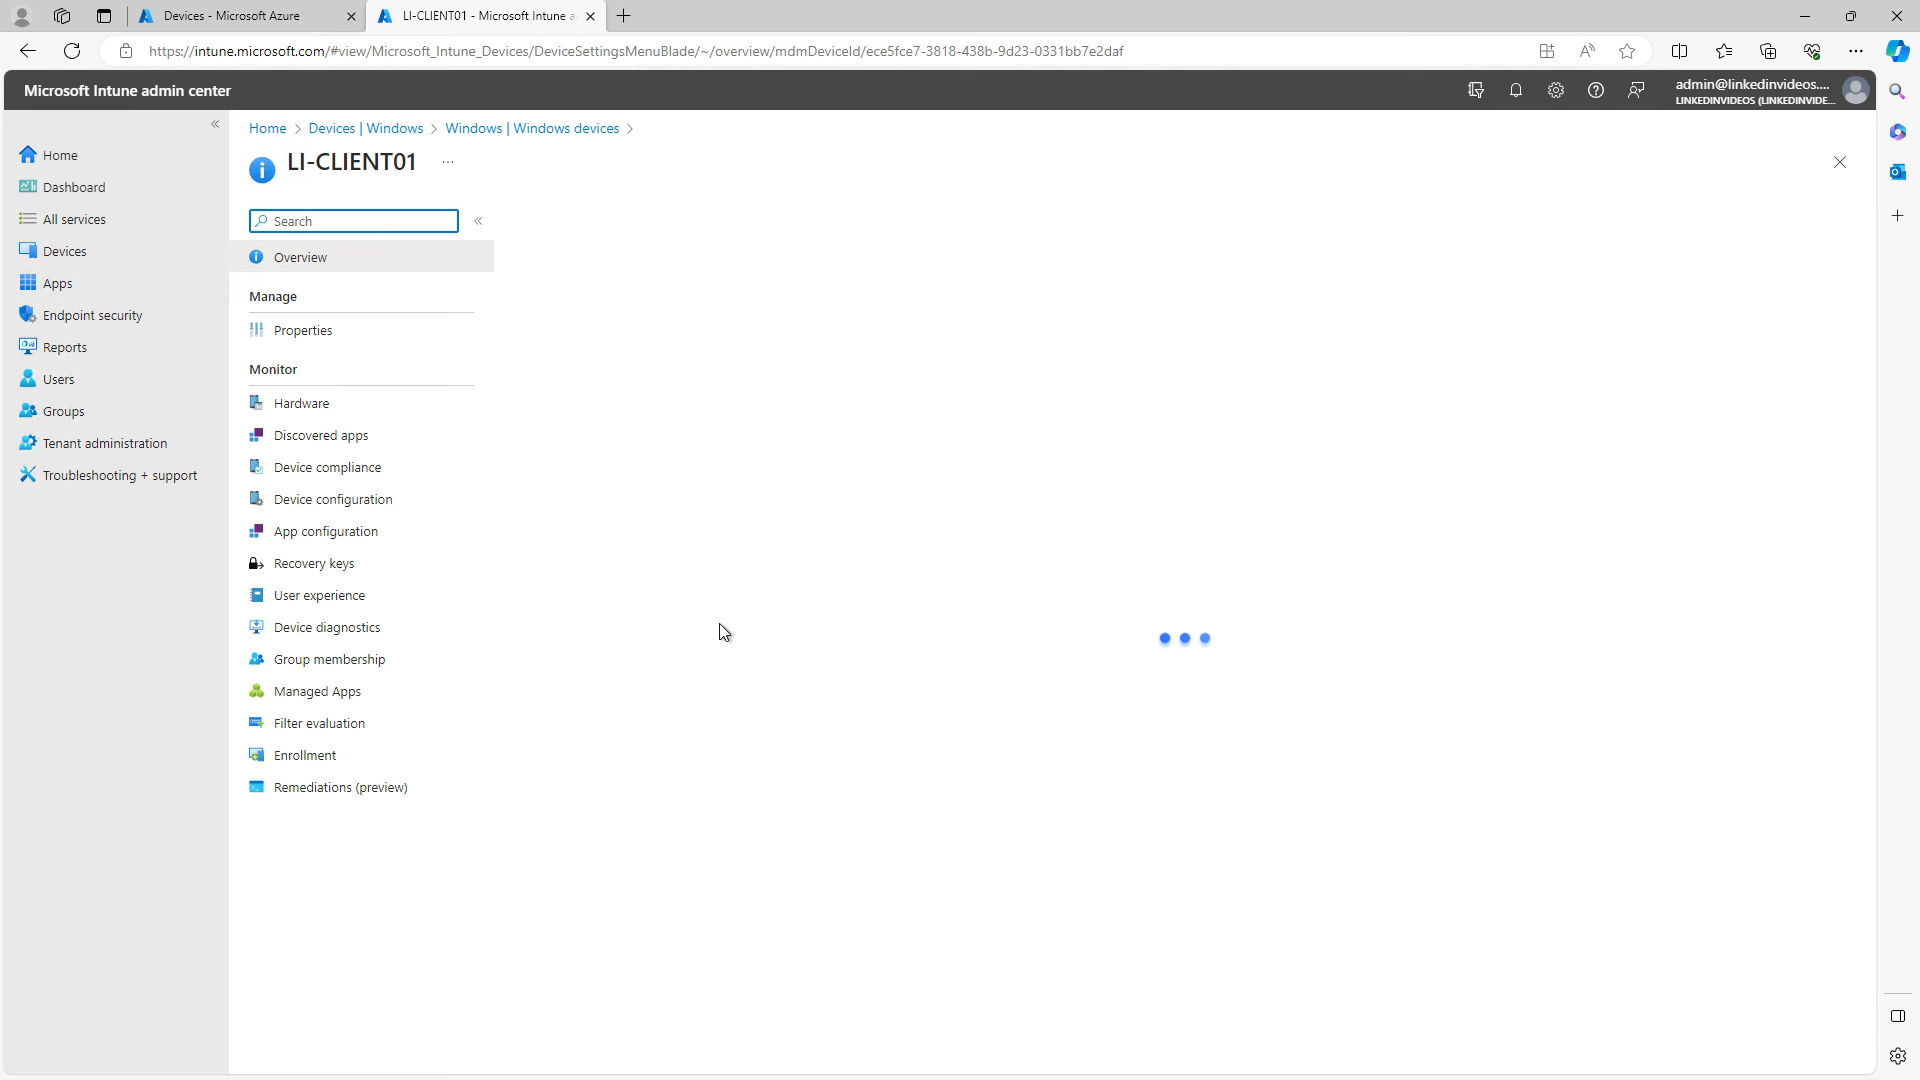 Devices - Microsoft Azure
LI-CLIENT01 - Microsoft Intune a
https://intune.microsoft.com/#view/Microsoft_Intune_Devices/DeviceSettingsMenuBlade/~/overview/mdmDeviceId/ece5fce7-3818-438b-9d23-0331bb7e2daf
Microsoft Intune admin center
admin@linkedinvideos....
LINKEDINVIDEOS (LINKEDINVIDE...
Home
Dashboard
All services
Devices
Apps
Endpoint security
Reports
Users
Groups
Tenant administration
Troubleshooting + support
Home > Devices | Windows > Windows | Windows devices >
LI-CLIENT01 ...
Search
Overview
Manage
Properties
Monitor
Hardware
Discovered apps
Device compliance
Device configuration
App configuration
Recovery keys
User experience
Device diagnostics
Group membership
Managed Apps
Filter evaluation
Enrollment
Remediations (preview)